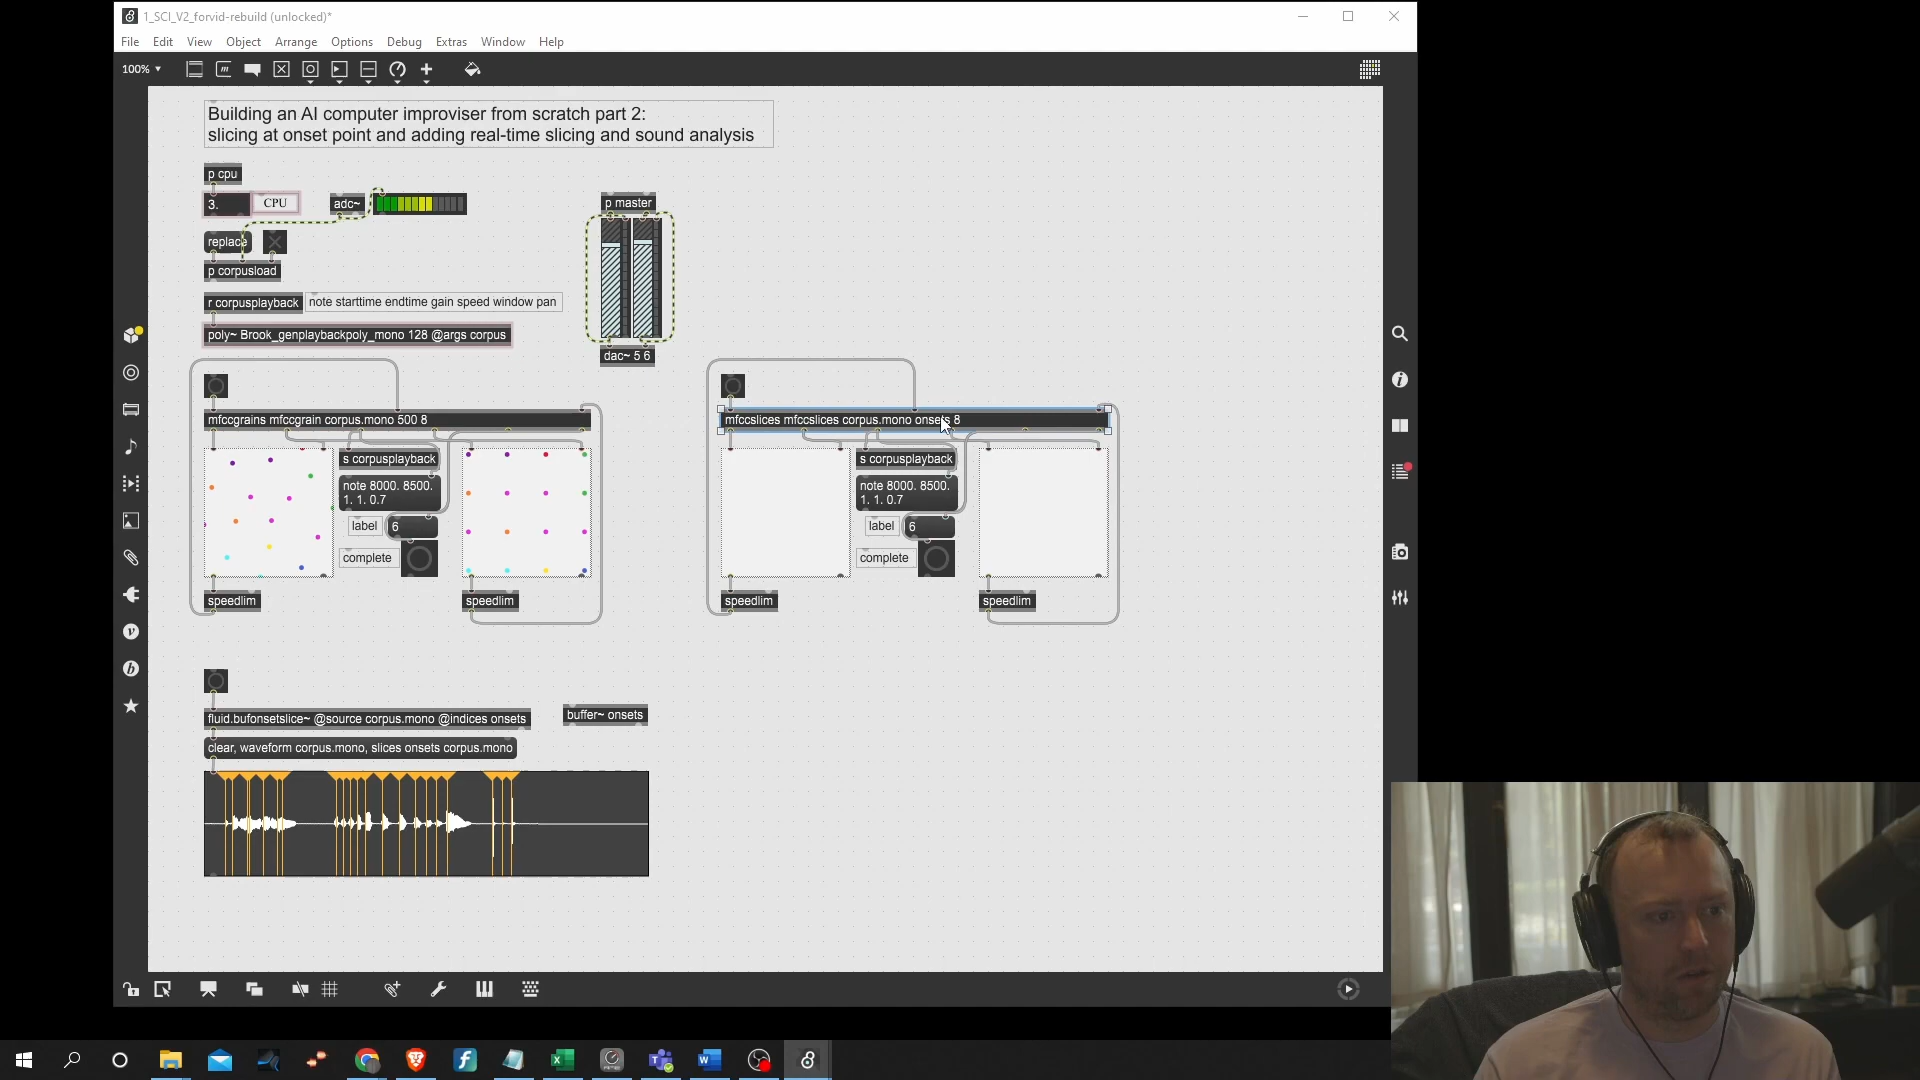 1_SCI_V2_forvid-rebuild (unlocked)*
File Edit View Object Arrange Options Debug Extras Window Help
100%
Building an AI computer improviser from scratch part 2:
slicing at onset point and adding real-time slicing and sound analysis
p cpu
3. CPU adc~
p master
replace
p corpusload
r corpusplayback note starttime endtime gain speed window pan
poly~ Brook_genplaybackpoly_mono 128 @args corpus
dac~ 5 6
mfccgrains mfccgrain corpus.mono 500 8
s corpusplayback
note 8000. 8500.
1. 1. 0.7
label 6
complete
speedlim speedlim
mfccslices mfccslices corpus.mono onsets 8
s corpusplayback
note 8000. 8500.
1. 1. 0.7
label 6
complete
speedlim speedlim
fluid.bufonsetslice~ @source corpus.mono @indices onsets
buffer~ onsets
clear, waveform corpus.mono, slices onsets corpus.mono